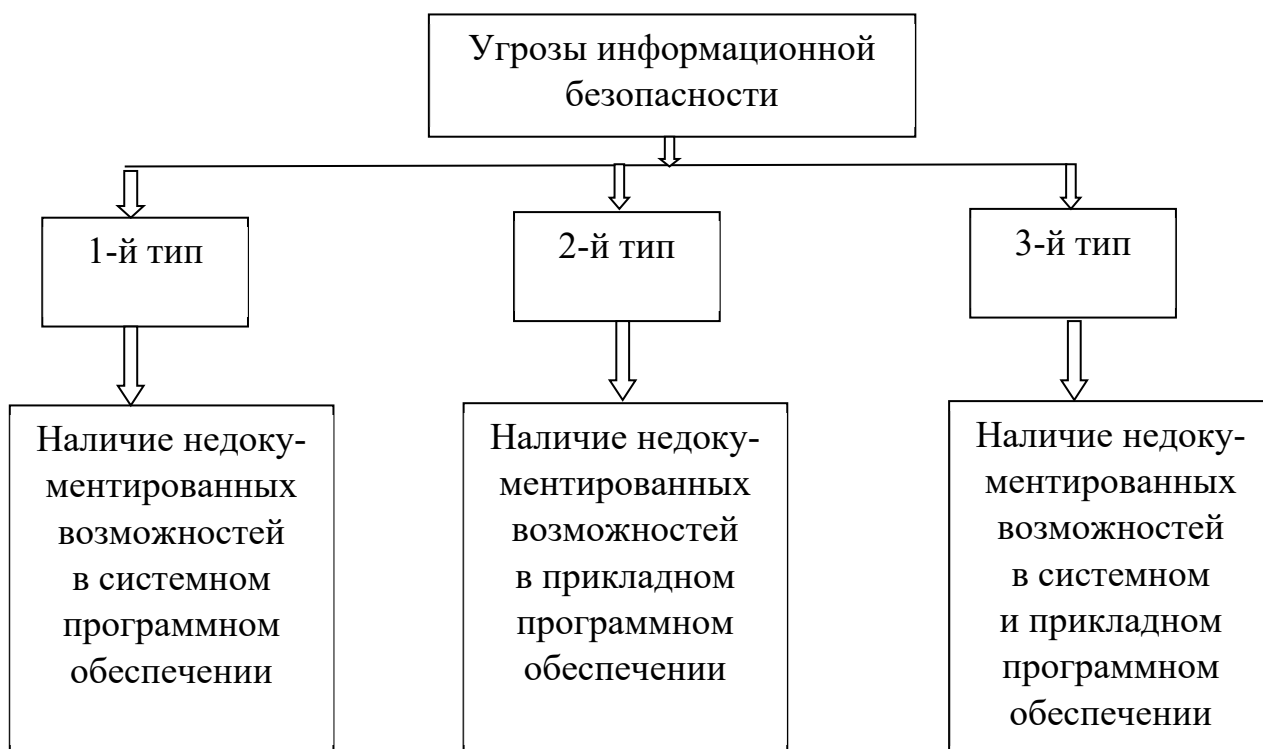 Угрозы информационной
безопасности
1-й тип
2-й тип
3-й тип
Наличие недоку-
ментированных
возможностей
в системном
программном
обеспечении
Наличие недоку-
ментированных
возможностей
в прикладном
программном
обеспечении
Наличие недоку-
ментированных
возможностей
в системном
и прикладном
программном
обеспечении